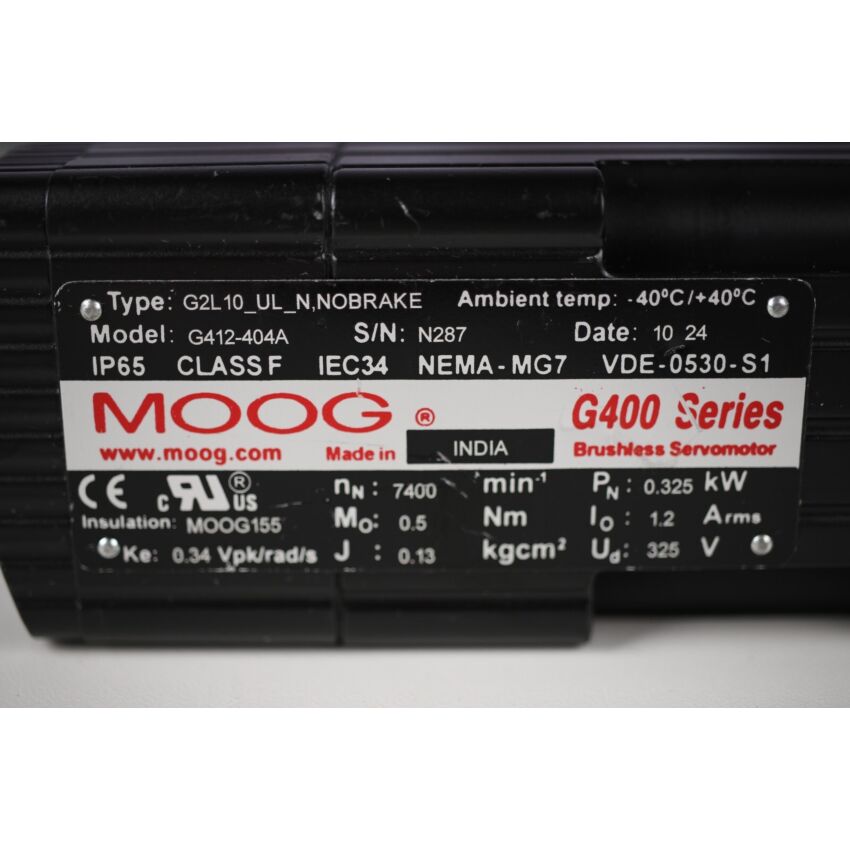 Type: G2L10_UL_N,NOBRAKE Ambient temp: -40ºC/+40ºC
Model: G412-404A S/N: N287 Date: 10 24
IP65 CLASS F IEC34 NEMA-MG7 VDE-0530-S1
MOOG ® G400 Series
www.moog.com Made in INDIA Brushless Servomotor
CE c RU ® US nN: 7400 min-1 PN: 0.325 kW
Insulation: MOOG155 Mo: 0.5 Nm Io: 1.2 Arms
Ke: 0.34 Vpk/rad/s J : 0.13 kgcm² Ud: 325 V